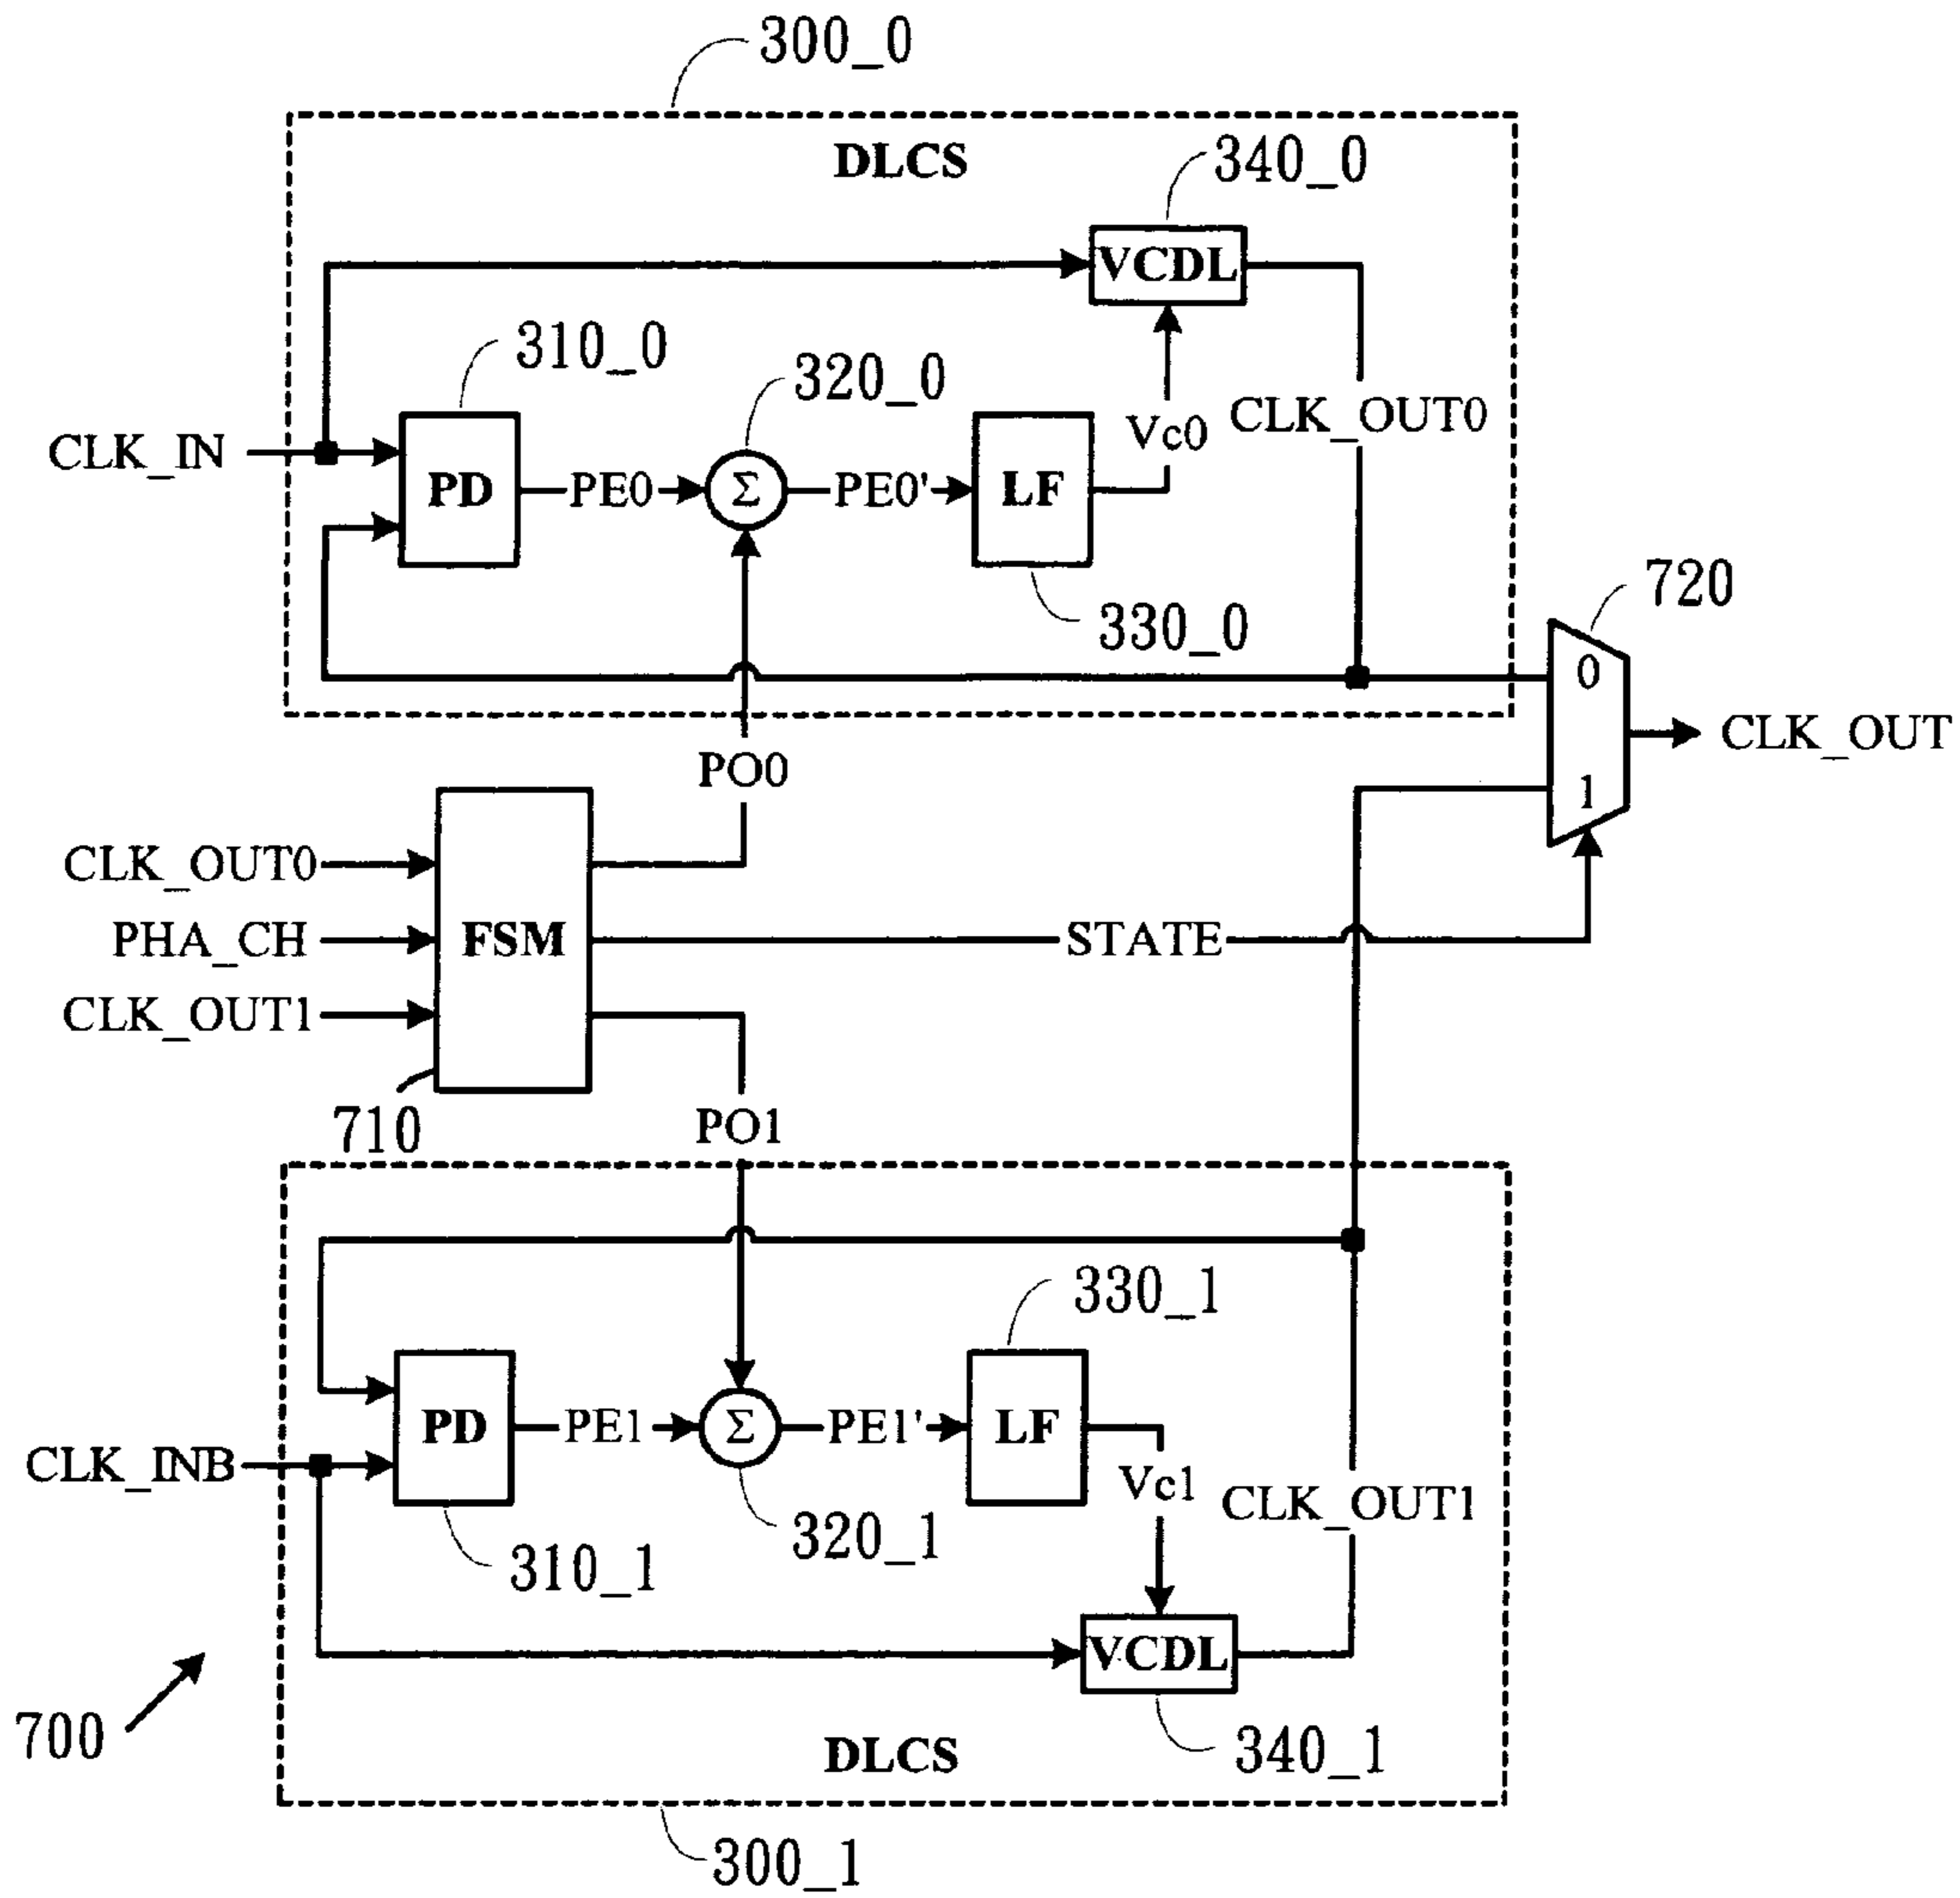 300_0
DLCS
340_0
VCDL
310_0
320_0
CLK_IN
PD
PE0
Σ
PE0'
LF
Vc0
CLK_OUT0
330_0
720
0
1
CLK_OUT
PO0
CLK_OUT0
PHA_CH
CLK_OUT1
FSM
STATE
710
PO1
330_1
CLK_INB
PD
PE1
Σ
PE1'
LF
Vc1
CLK_OUT1
310_1
320_1
VCDL
700
DLCS
340_1
300_1